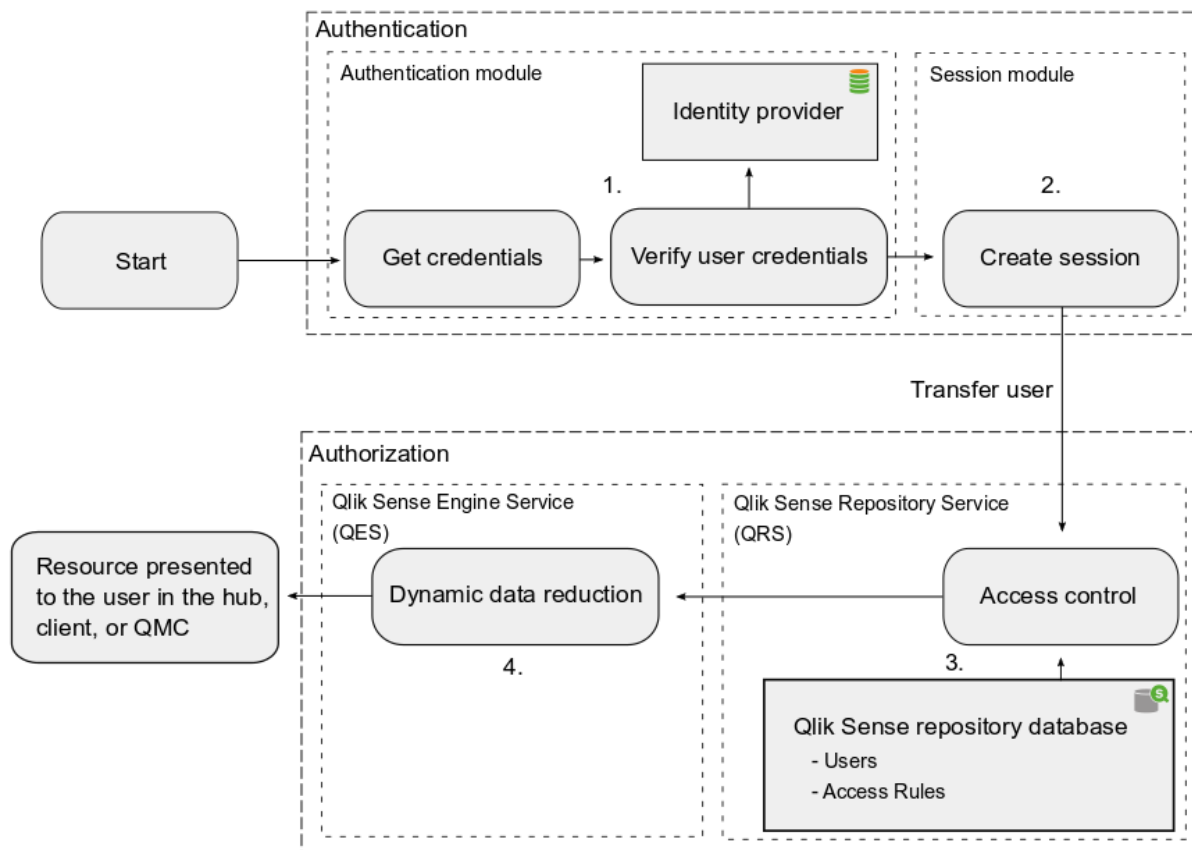 Authentication
Authentication module
Session module
Identity provider
1.
2.
Start
Get credentials
Verify user credentials
Create session
Transfer user
Authorization
Qlik Sense Engine Service
(QES)
Qlik Sense Repository Service
(QRS)
Resource presented
to the user in the hub,
client, or QMC
Dynamic data reduction
Access control
4.
3.
S
Qlik Sense repository database
- Users
- Access Rules